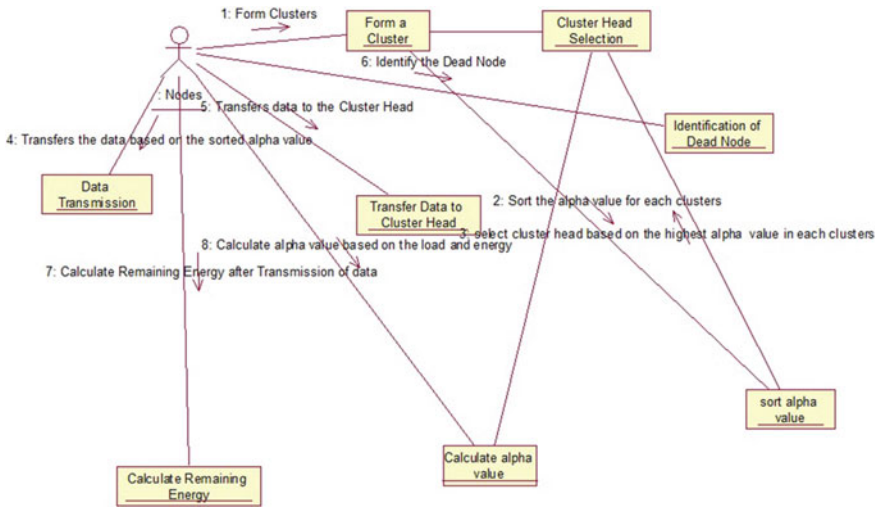 1: Form Clusters
Form a
Cluster
Cluster Head
Selection
6: Identify the Dead Node
: Nodes
5: Transfers data to the Cluster Head
4: Transfers the data based on the sorted alpha value
Identification of
Dead Node
Data
Transmission
Transfer Data to
Cluster Head
2: Sort the alpha value for each clusters
3: select cluster head based on the highest alpha value in each clusters
8: Calculate alpha value based on the load and energy
7: Calculate Remaining Energy after Transmission of data
sort alpha
value
Calculate alpha
value
Calculate Remaining
Energy